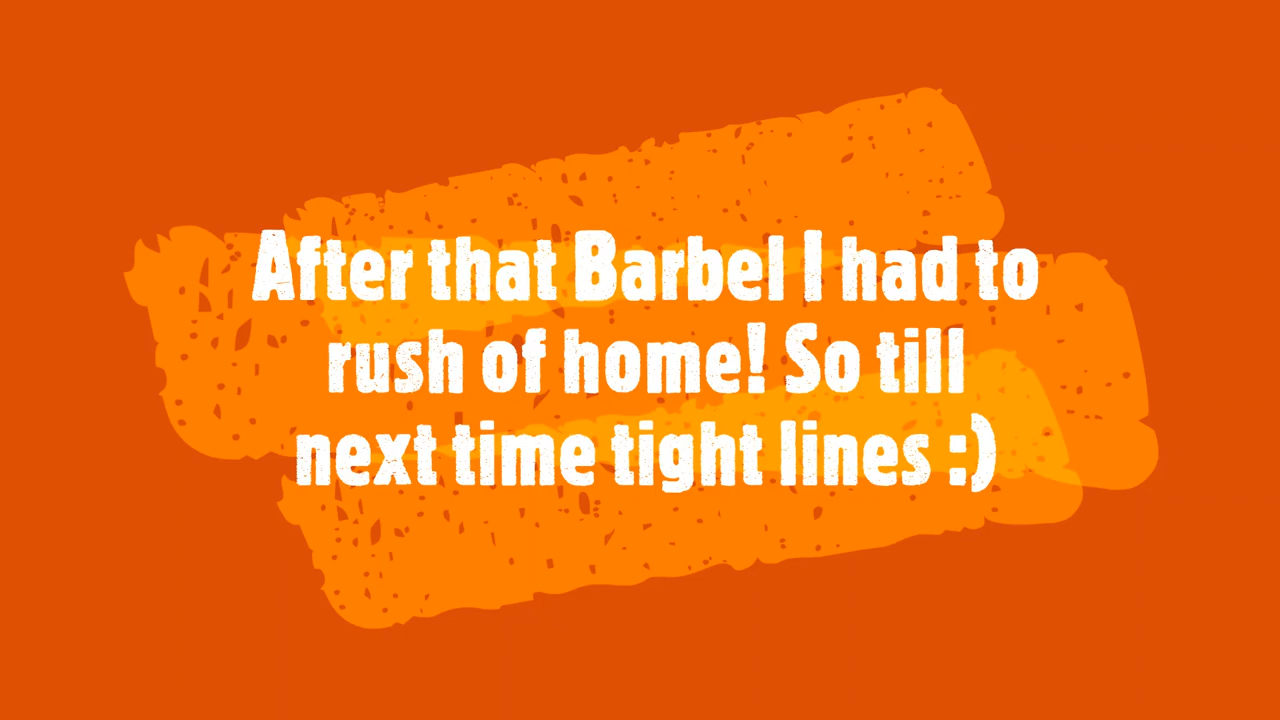 After that Barbel I had to
rush of home! So till
next time tight lines :)